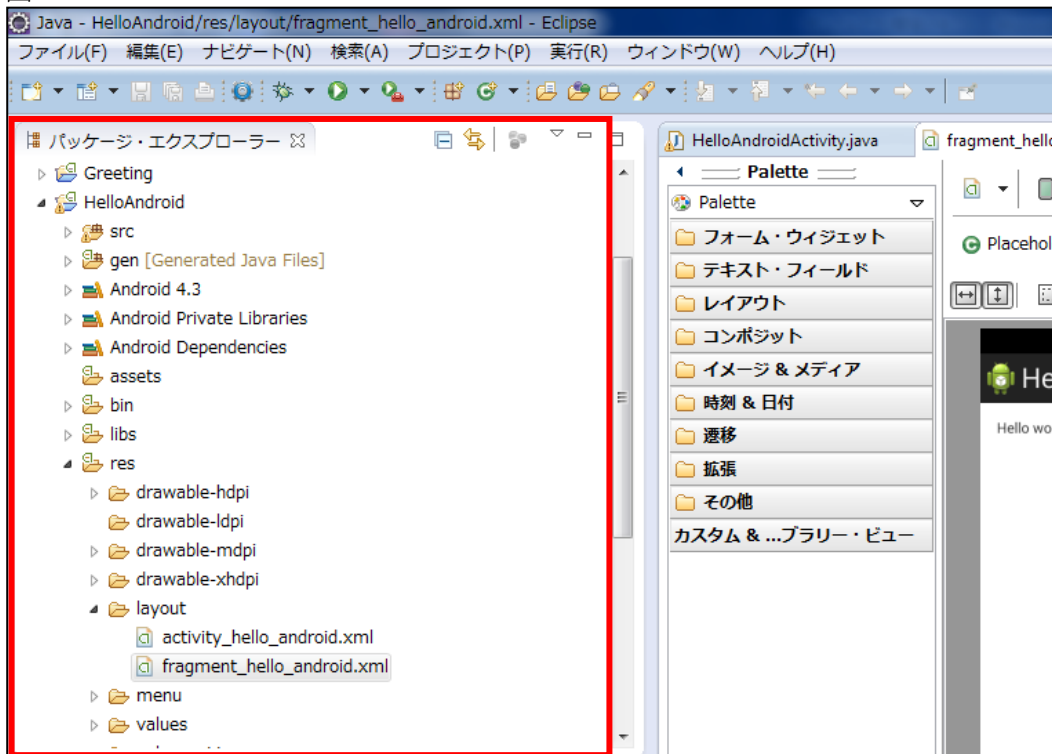 Java - HelloAndroid/res/layout/fragment_hello_android.xml - Eclipse
ファイル(F) 編集(E) ナビゲート(N) 検索(A) プロジェクト(P) 実行(R) ウィンドウ(W) ヘルプ(H)
パッケージ・エクスプローラー
Greeting
HelloAndroid
src
gen [Generated Java Files]
Android 4.3
Android Private Libraries
Android Dependencies
assets
bin
libs
res
drawable-hdpi
drawable-ldpi
drawable-mdpi
drawable-xhdpi
layout
activity_hello_android.xml
fragment_hello_android.xml
menu
values
HelloAndroidActivity.java
fragment_hello
Palette
Palette
フォーム・ウィジェット
テキスト・フィールド
レイアウト
コンポジット
イメージ & メディア
時刻 & 日付
遷移
拡張
その他
カスタム & ...ブラリー・ビュー
Placehol
He
Hello wo